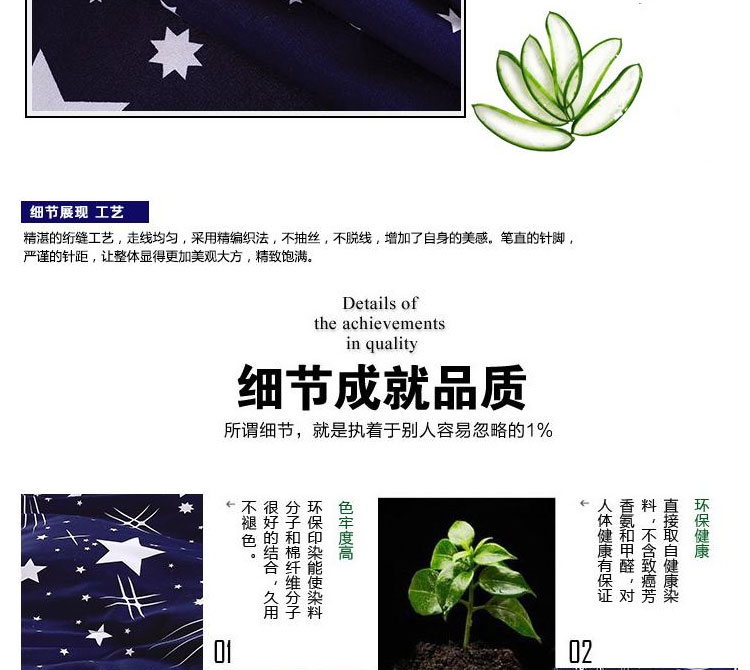 细节展现 工艺
精湛的绗缝工艺，走线均匀，采用精编织法，不抽丝，不脱线，增加了自身的美感。笔直的针脚，
严谨的针距，让整体显得更加美观大方，精致饱满。
Details of
the achievements
in quality
细节成就品质
所谓细节，就是执着于别人容易忽略的1%
色牢度高
环保印染能使染料
分子和棉纤维分子
很好的结合，久用
不褪色。
←
01
环保健康
直接取自健康染
料，不含致癌芳
香氨和甲醛，对
人体健康有保证
←
02